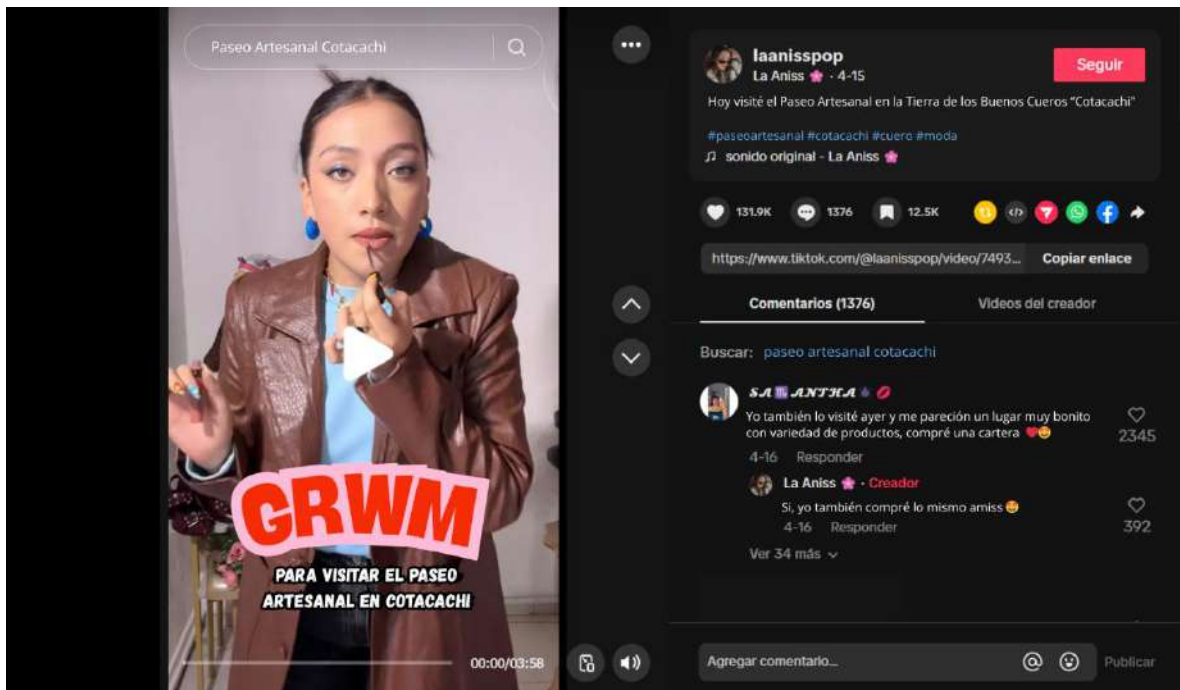 Paseo Artesanal Cotacachi
GRWM
PARA VISITAR EL PASEO
ARTESANAL EN COTACACHI
00:00/03:58
laanisspop
La Aniss 🌸 · 4-15
Seguir
Hoy visité el Paseo Artesanal en la Tierra de los Buenos Cueros “Cotacachi”
#paseoartesanal #cotacachi #cuero #moda
♫ sonido original - La Aniss 🌸
131.9K 1376 12.5K
https://www.tiktok.com/@laanisspop/video/7493... Copiar enlace
Comentarios (1376) Videos del creador
Buscar: paseo artesanal cotacachi
𝑺𝑨♏𝑨𝑵𝑻𝑯𝑨
Yo también lo visité ayer y me pareción un lugar muy bonito
con variedad de productos, compré una cartera ❤️🤩
2345
4-16 Responder
La Aniss 🌸 · Creador
Si, yo también compré lo mismo amiss 🤩
392
4-16 Responder
Ver 34 más
Agregar comentario... Publicar